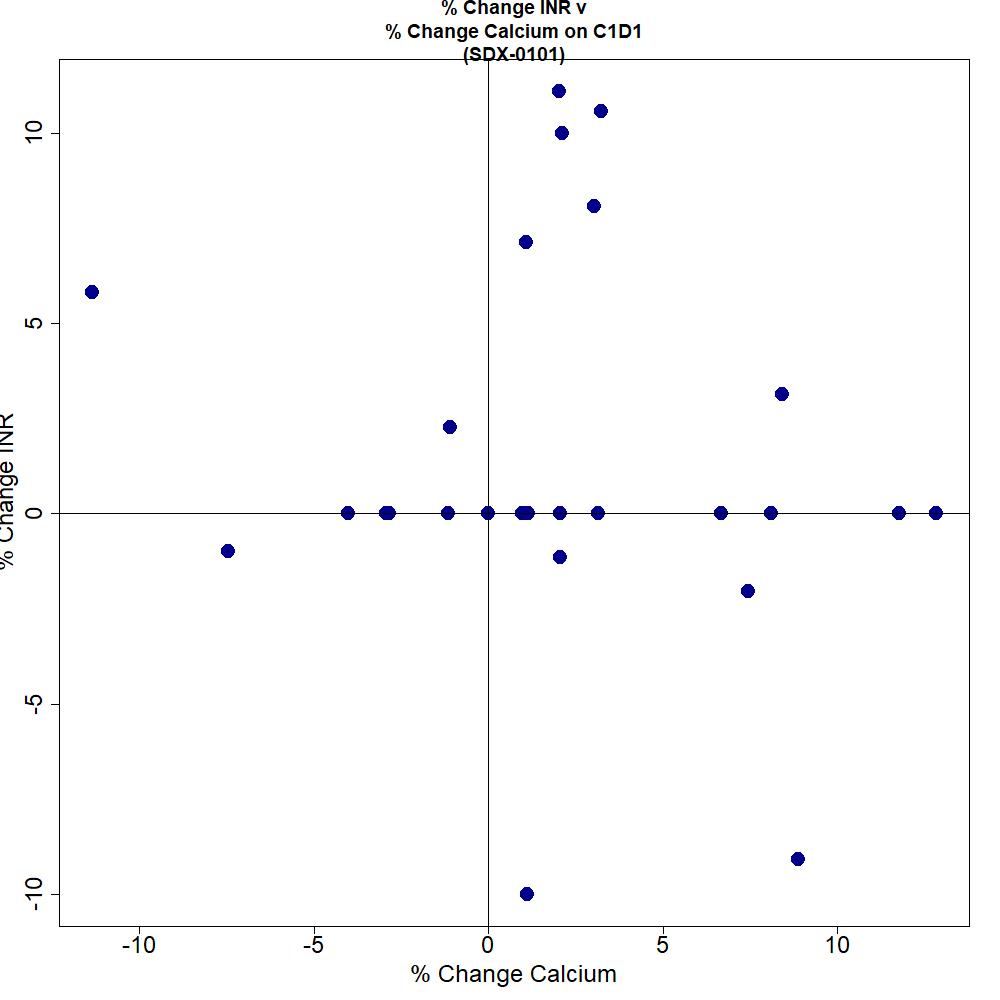 % Change INR v
% Change Calcium on C1D1
(SDX-0101)
10
5
0
-5
-10
% Change INR
-10 -5 0 5 10
% Change Calcium